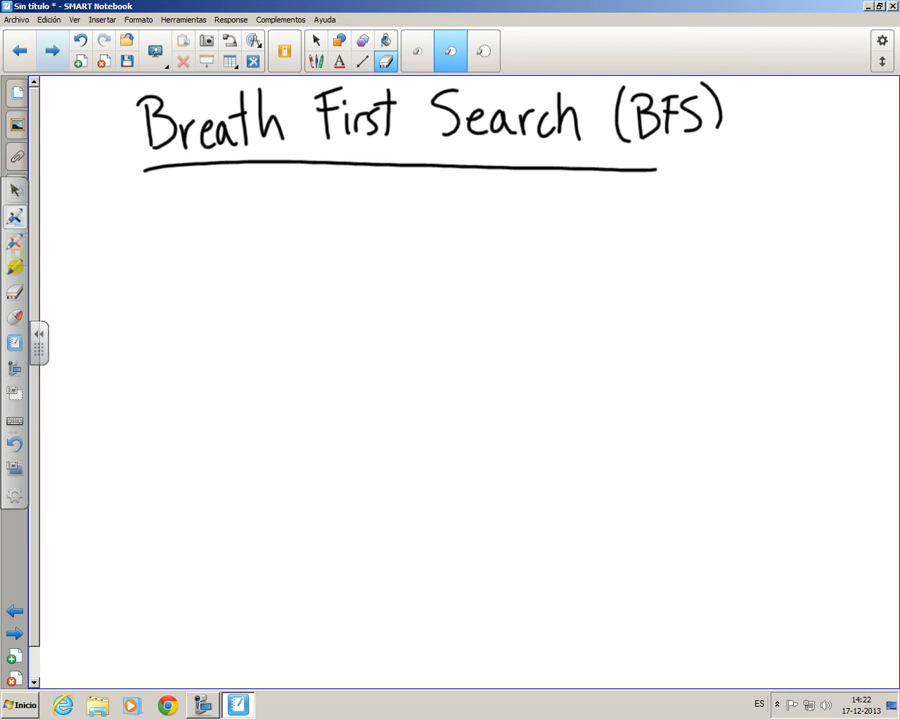 Sin título * - SMART Notebook
Archivo Edición Ver Insertar Formato Herramientas Response Complementos Ayuda
Breath First Search (BFS)
Inicio
ES
14:22
17-12-2013